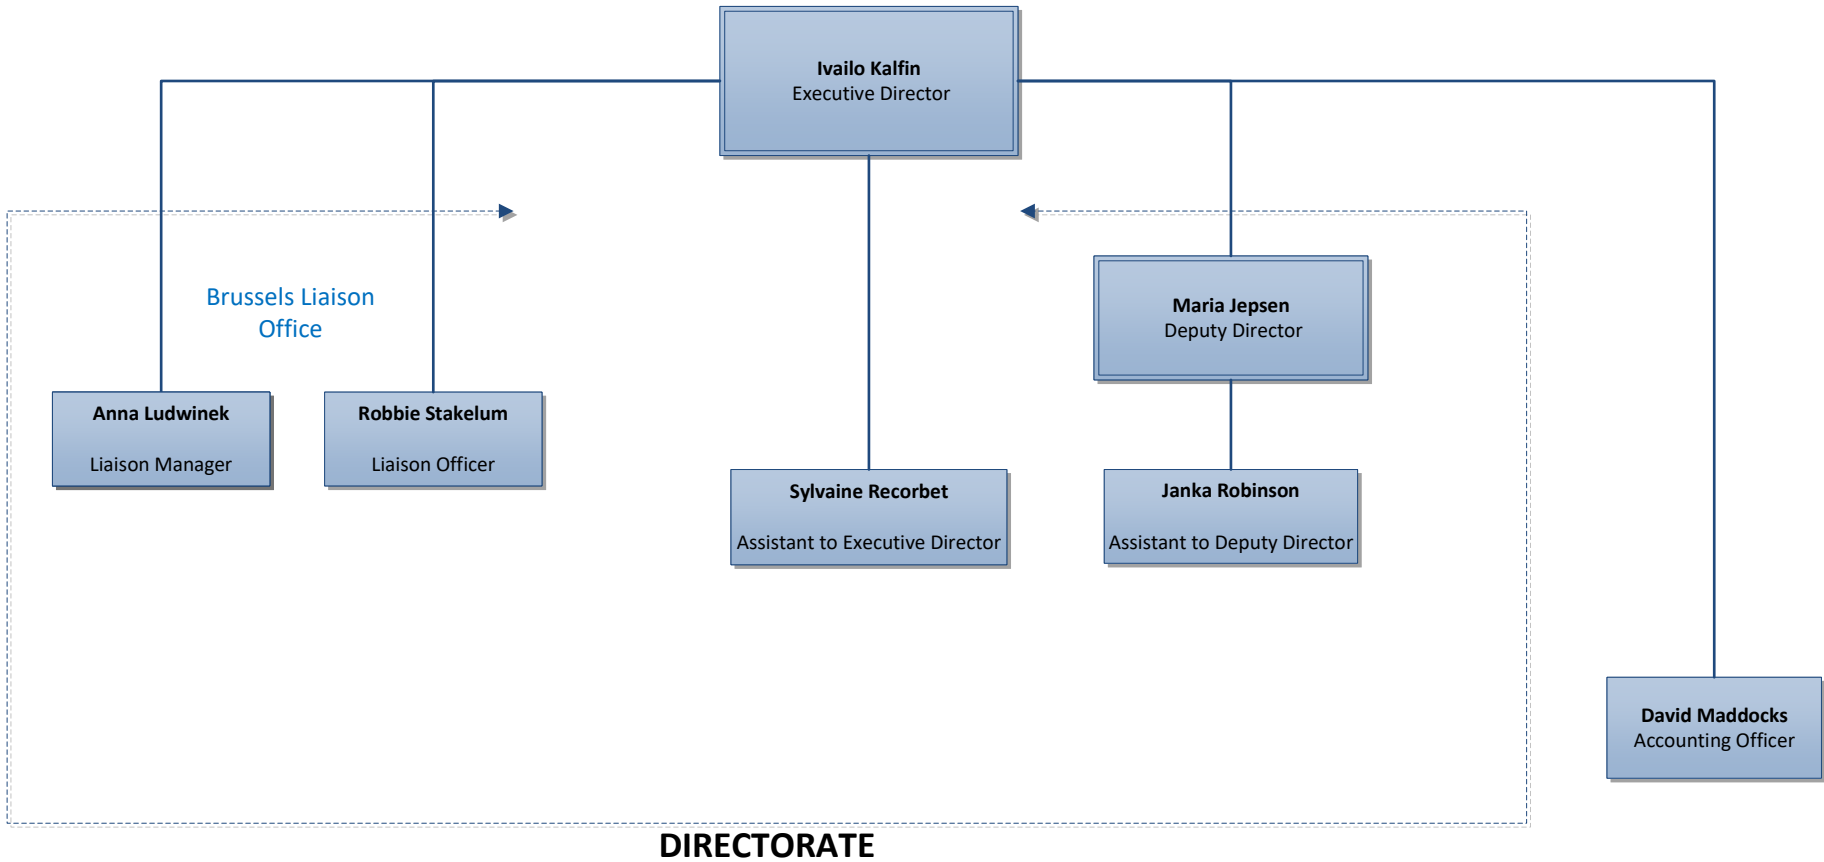 Ivailo Kalfin
Executive Director
Brussels Liaison
Office
Maria Jepsen
Deputy Director
Anna Ludwinek
Liaison Manager
Robbie Stakelum
Liaison Officer
Sylvaine Recorbet
Assistant to Executive Director
Janka Robinson
Assistant to Deputy Director
David Maddocks
Accounting Officer
DIRECTORATE